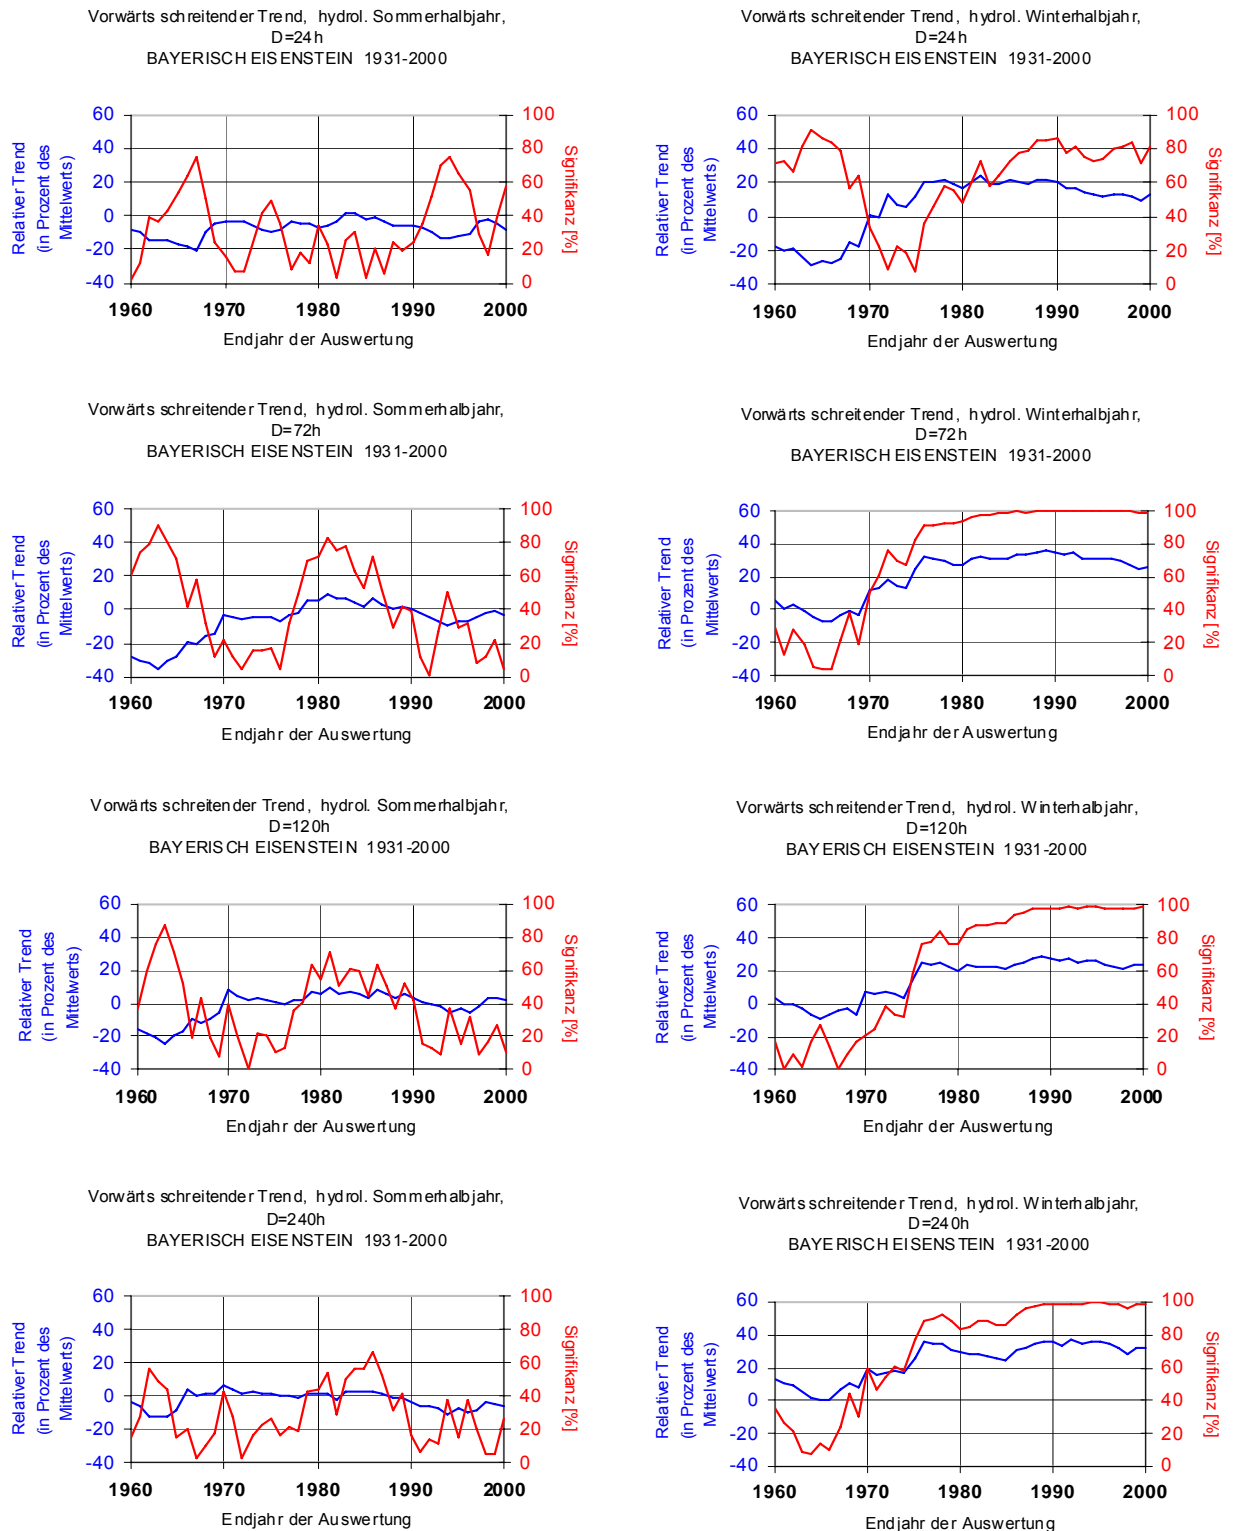 Vorwärts schreitender Trend, hydrol. Sommerhalbjahr,
D=24h
BAYERISCH EISENSTEIN 1931-2000
Relativer Trend
(in Prozent des
Mittelwerts)
60
40
20
0
-20
-40
100
80
60
40
20
0
Signifikanz [%]
1960 1970 1980 1990 2000
Endjahr der Auswertung
Vorwärts schreitender Trend, hydrol. Winterhalbjahr,
D=24h
BAYERISCH EISENSTEIN 1931-2000
Relativer Trend
(in Prozent des
Mittelwerts)
60
40
20
0
-20
-40
100
80
60
40
20
0
Signifikanz [%]
1960 1970 1980 1990 2000
Endjahr der Auswertung
Vorwärts schreitender Trend, hydrol. Sommerhalbjahr,
D=72h
BAYERISCH EISENSTEIN 1931-2000
Relativer Trend
(in Prozent des
Mittelwerts)
60
40
20
0
-20
-40
100
80
60
40
20
0
Signifikanz [%]
1960 1970 1980 1990 2000
Endjahr der Auswertung
Vorwärts schreitender Trend, hydrol. Winterhalbjahr,
D=72h
BAYERISCH EISENSTEIN 1931-2000
Relativer Trend
(in Prozent des
Mittelwerts)
60
40
20
0
-20
-40
100
80
60
40
20
0
Signifikanz [%]
1960 1970 1980 1990 2000
Endjahr der Auswertung
Vorwärts schreitender Trend, hydrol. Sommerhalbjahr,
D=120h
BAYERISCH EISENSTEIN 1931-2000
Relativer Trend
(in Prozent des
Mittelwerts)
60
40
20
0
-20
-40
100
80
60
40
20
0
Signifikanz [%]
1960 1970 1980 1990 2000
Endjahr der Auswertung
Vorwärts schreitender Trend, hydrol. Winterhalbjahr,
D=120h
BAYERISCH EISENSTEIN 1931-2000
Relativer Trend
(in Prozent des
Mittelwerts)
60
40
20
0
-20
-40
100
80
60
40
20
0
Signifikanz [%]
1960 1970 1980 1990 2000
Endjahr der Auswertung
Vorwärts schreitender Trend, hydrol. Sommerhalbjahr,
D=240h
BAYERISCH EISENSTEIN 1931-2000
Relativer Trend
(in Prozent des
Mittelwerts)
60
40
20
0
-20
-40
100
80
60
40
20
0
Signifikanz [%]
1960 1970 1980 1990 2000
Endjahr der Auswertung
Vorwärts schreitender Trend, hydrol. Winterhalbjahr,
D=240h
BAYERISCH EISENSTEIN 1931-2000
Relativer Trend
(in Prozent des
Mittelwerts)
60
40
20
0
-20
-40
100
80
60
40
20
0
Signifikanz [%]
1960 1970 1980 1990 2000
Endjahr der Auswertung